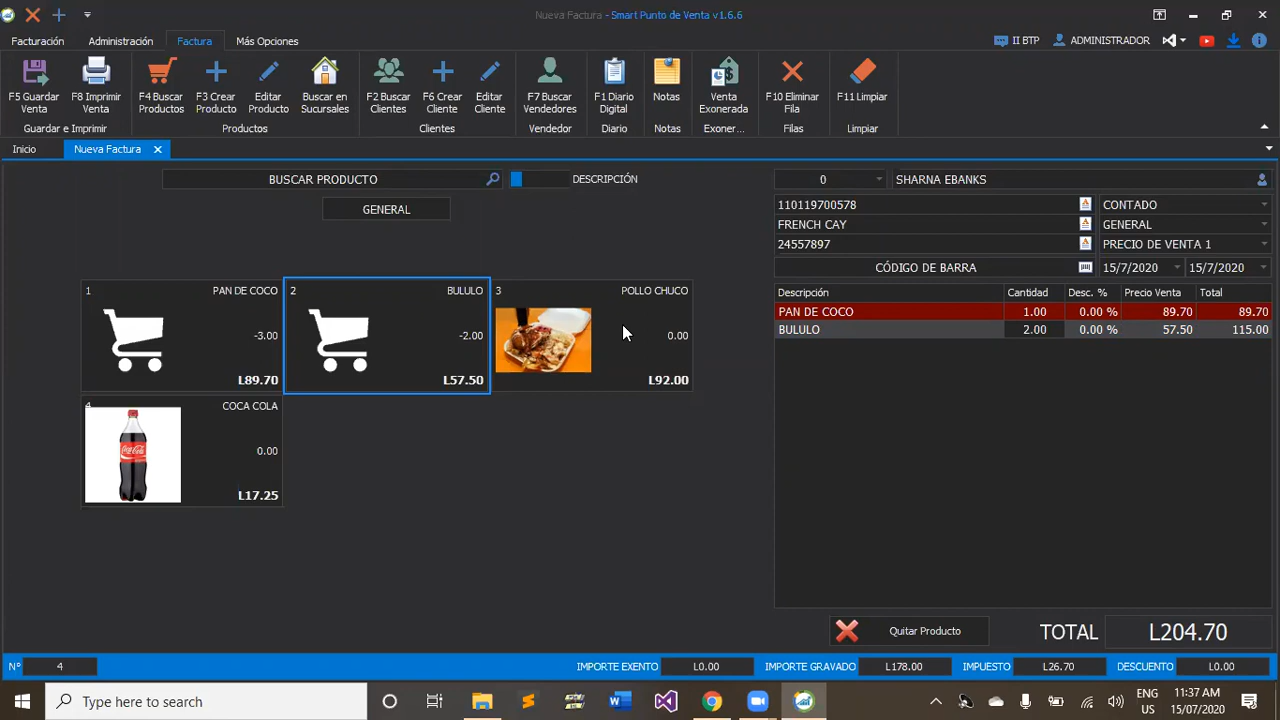 Nueva Factura - Smart Punto de Venta v1.6.6
Facturación Administración Factura Más Opciones II BTP ADMINISTRADOR
F5 Guardar Venta
F8 Imprimir Venta
F4 Buscar Productos
F3 Crear Producto
Editar Producto
Buscar en Sucursales
F2 Buscar Clientes
F6 Crear Cliente
Editar Cliente
F7 Buscar Vendedores
F1 Diario Digital
Notas
Venta Exonerada
F10 Eliminar Fila
F11 Limpiar
Guardar e Imprimir Productos Clientes Vendedor Diario Notas Exoner... Filas Limpiar
Inicio Nueva Factura
BUSCAR PRODUCTO DESCRIPCIÓN
GENERAL
1 PAN DE COCO
-3.00
L89.70
2 BULULO
-2.00
L57.50
3 POLLO CHUCO
0.00
L92.00
4 COCA COLA
0.00
Coca-Cola
L17.25
0 SHARNA EBANKS
110119700578 CONTADO
FRENCH CAY GENERAL
24557897 PRECIO DE VENTA 1
CÓDIGO DE BARRA 15/7/2020 15/7/2020
Descripción Cantidad Desc. % Precio Venta Total
PAN DE COCO 1.00 0.00 % 89.70 89.70
BULULO 2.00 0.00 % 57.50 115.00
Quitar Producto TOTAL L204.70
N° 4 IMPORTE EXENTO L0.00 IMPORTE GRAVADO L178.00 IMPUESTO L26.70 DESCUENTO L0.00
Type here to search
ENG
US
11:37 AM
15/07/2020